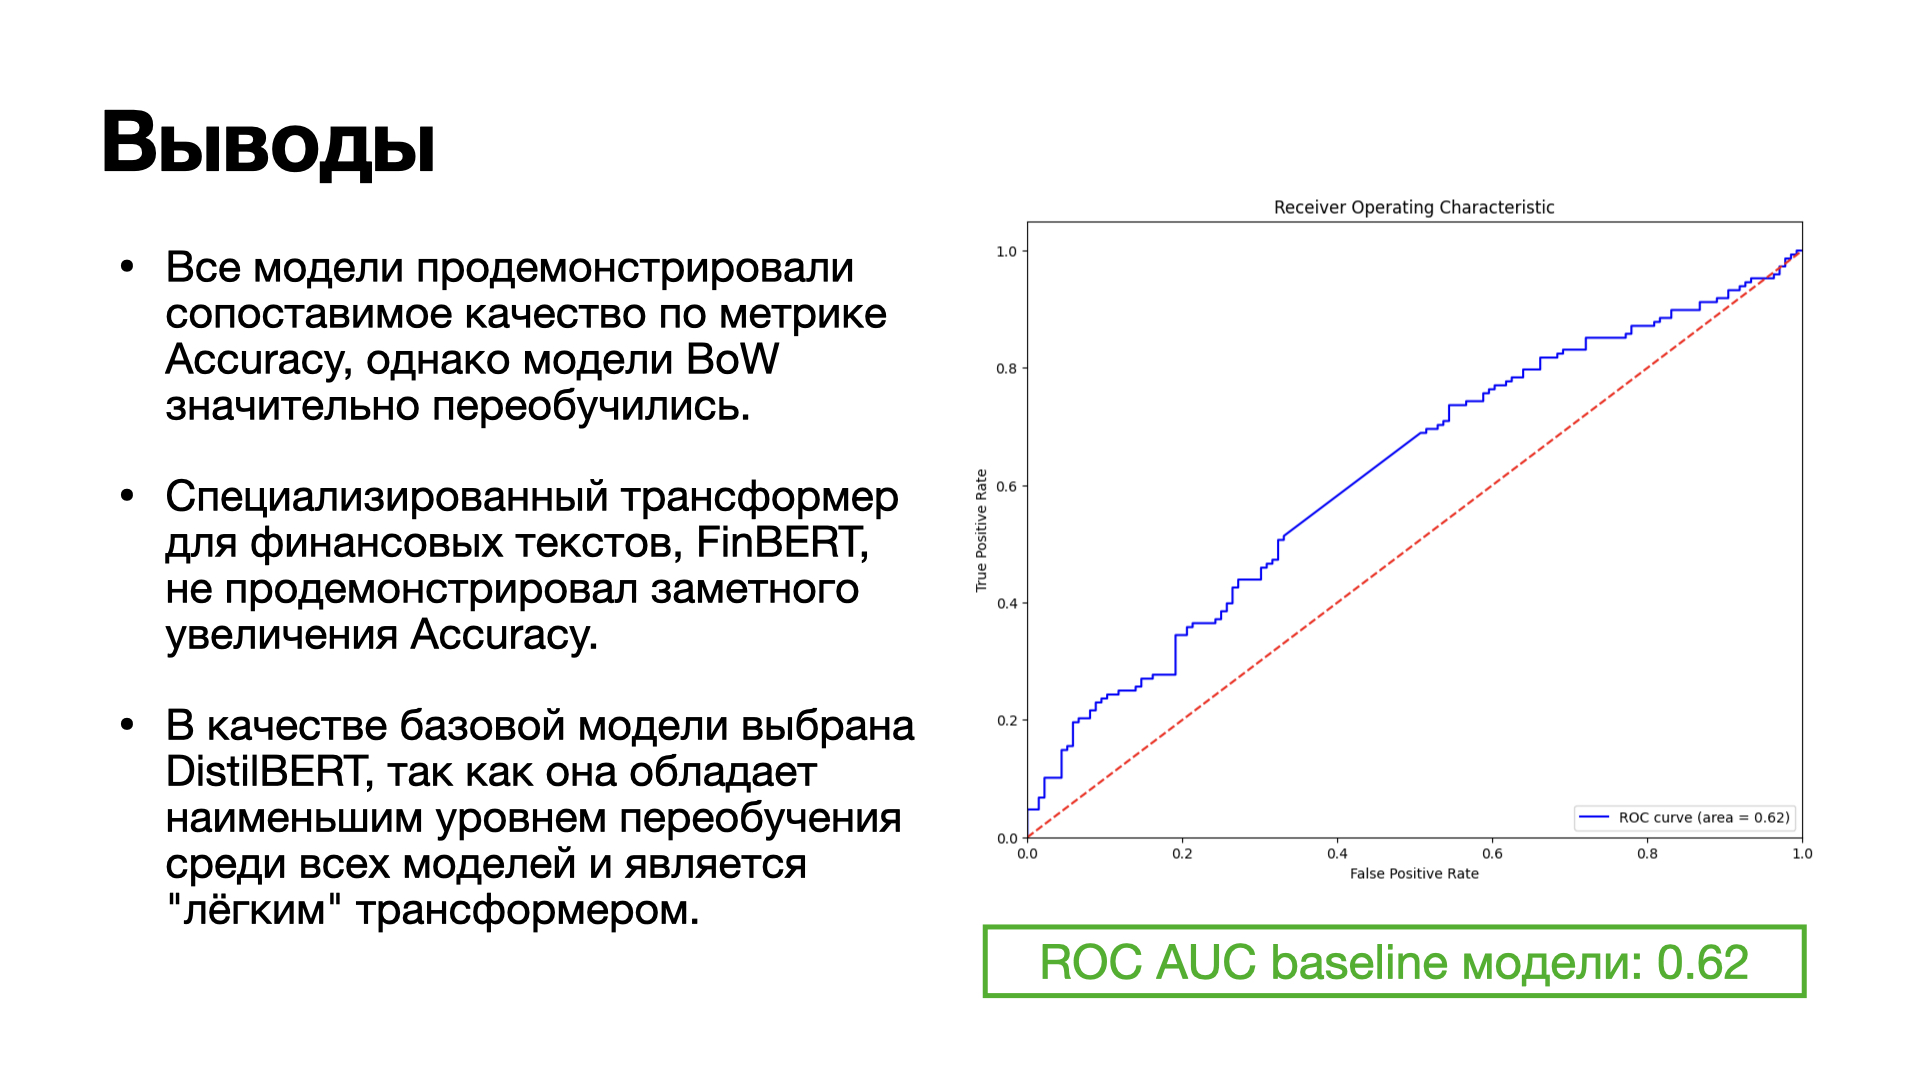 Выводы
• Все модели продемонстрировали
сопоставимое качество по метрике
Accuracy, однако модели BoW
значительно переобучились.
• Специализированный трансформер
для финансовых текстов, FinBERT,
не продемонстрировал заметного
увеличения Accuracy.
• В качестве базовой модели выбрана
DistilBERT, так как она обладает
наименьшим уровнем переобучения
среди всех моделей и является
"лёгким" трансформером.
Receiver Operating Characteristic
True Positive Rate
1.0
0.8
0.6
0.4
0.2
0.0
ROC curve (area = 0.62)
0.0 0.2 0.4 0.6 0.8 1.0
False Positive Rate
ROC AUC baseline модели: 0.62